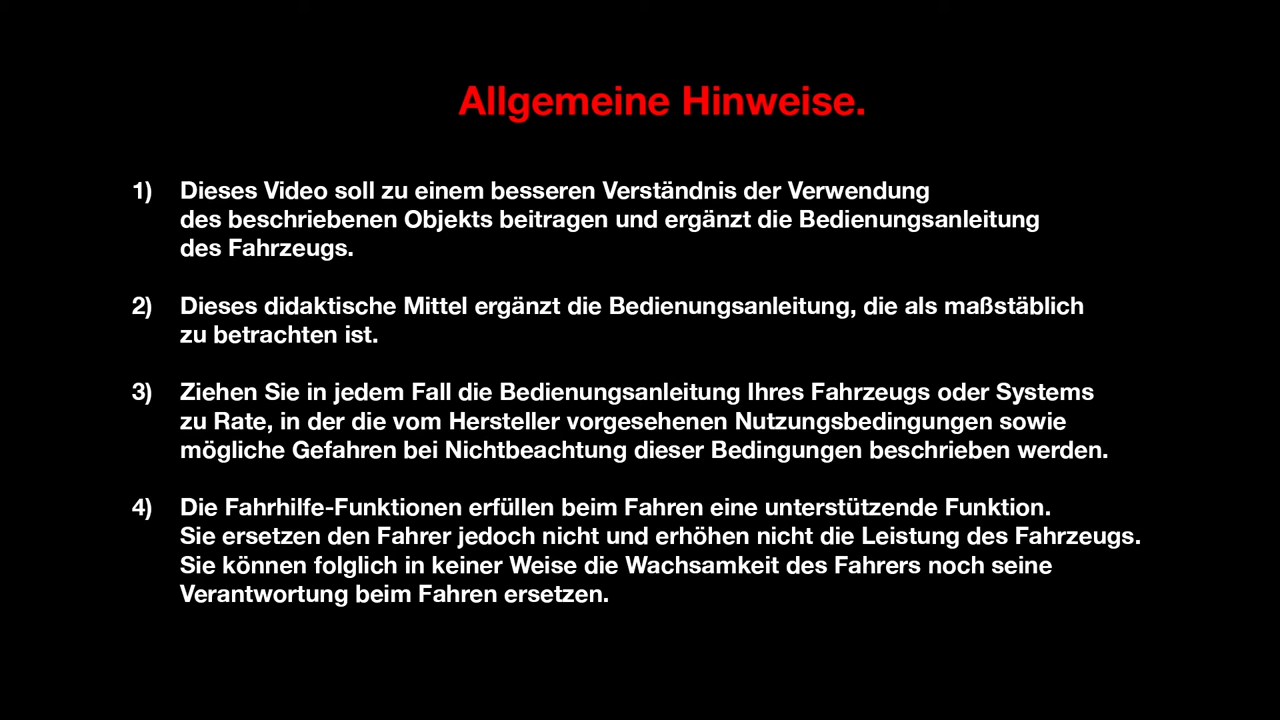 Allgemeine Hinweise.
1) Dieses Video soll zu einem besseren Verständnis der Verwendung
des beschriebenen Objekts beitragen und ergänzt die Bedienungsanleitung
des Fahrzeugs.
2) Dieses didaktische Mittel ergänzt die Bedienungsanleitung, die als maßstäblich
zu betrachten ist.
3) Ziehen Sie in jedem Fall die Bedienungsanleitung Ihres Fahrzeugs oder Systems
zu Rate, in der die vom Hersteller vorgesehenen Nutzungsbedingungen sowie
mögliche Gefahren bei Nichtbeachtung dieser Bedingungen beschrieben werden.
4) Die Fahrhilfe-Funktionen erfüllen beim Fahren eine unterstützende Funktion.
Sie ersetzen den Fahrer jedoch nicht und erhöhen nicht die Leistung des Fahrzeugs.
Sie können folglich in keiner Weise die Wachsamkeit des Fahrers noch seine
Verantwortung beim Fahren ersetzen.